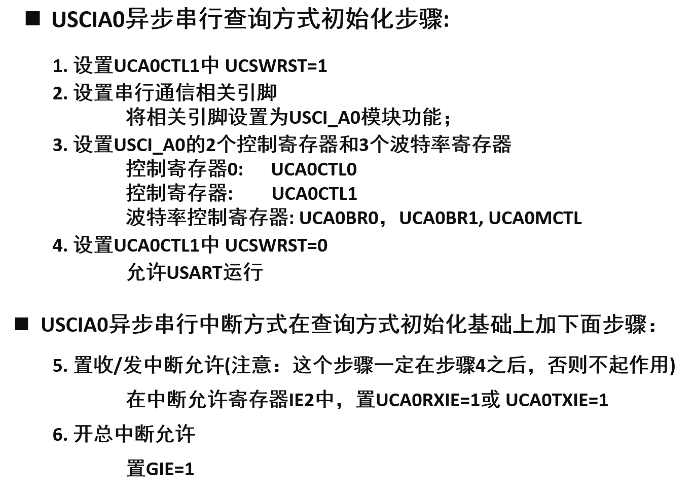 ■ USCIA0异步串行查询方式初始化步骤:
1. 设置UCA0CTL1中 UCSWRST=1
2. 设置串行通信相关引脚
将相关引脚设置为USCI_A0模块功能；
3. 设置USCI_A0的2个控制寄存器和3个波特率寄存器
控制寄存器0: UCA0CTL0
控制寄存器: UCA0CTL1
波特率控制寄存器: UCA0BR0，UCA0BR1, UCA0MCTL
4. 设置UCA0CTL1中 UCSWRST=0
允许USART运行
■ USCIA0异步串行中断方式在查询方式初始化基础上加下面步骤：
5. 置收/发中断允许(注意：这个步骤一定在步骤4之后，否则不起作用)
在中断允许寄存器IE2中，置UCA0RXIE=1或 UCA0TXIE=1
6. 开总中断允许
置GIE=1